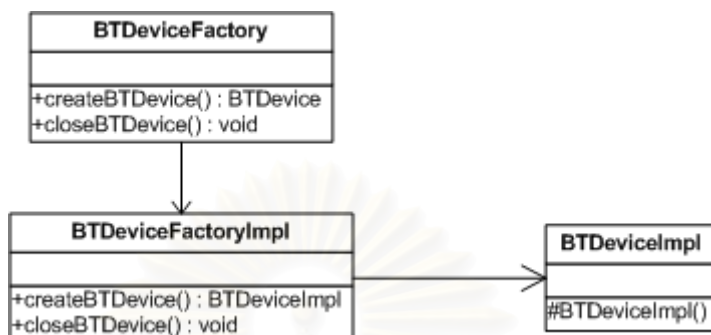 BTDeviceFactory
+createBTDevice() : BTDevice
+closeBTDevice() : void
BTDeviceFactoryImpl
+createBTDevice() : BTDeviceImpl
+closeBTDevice() : void
BTDeviceImpl
#BTDeviceImpl()